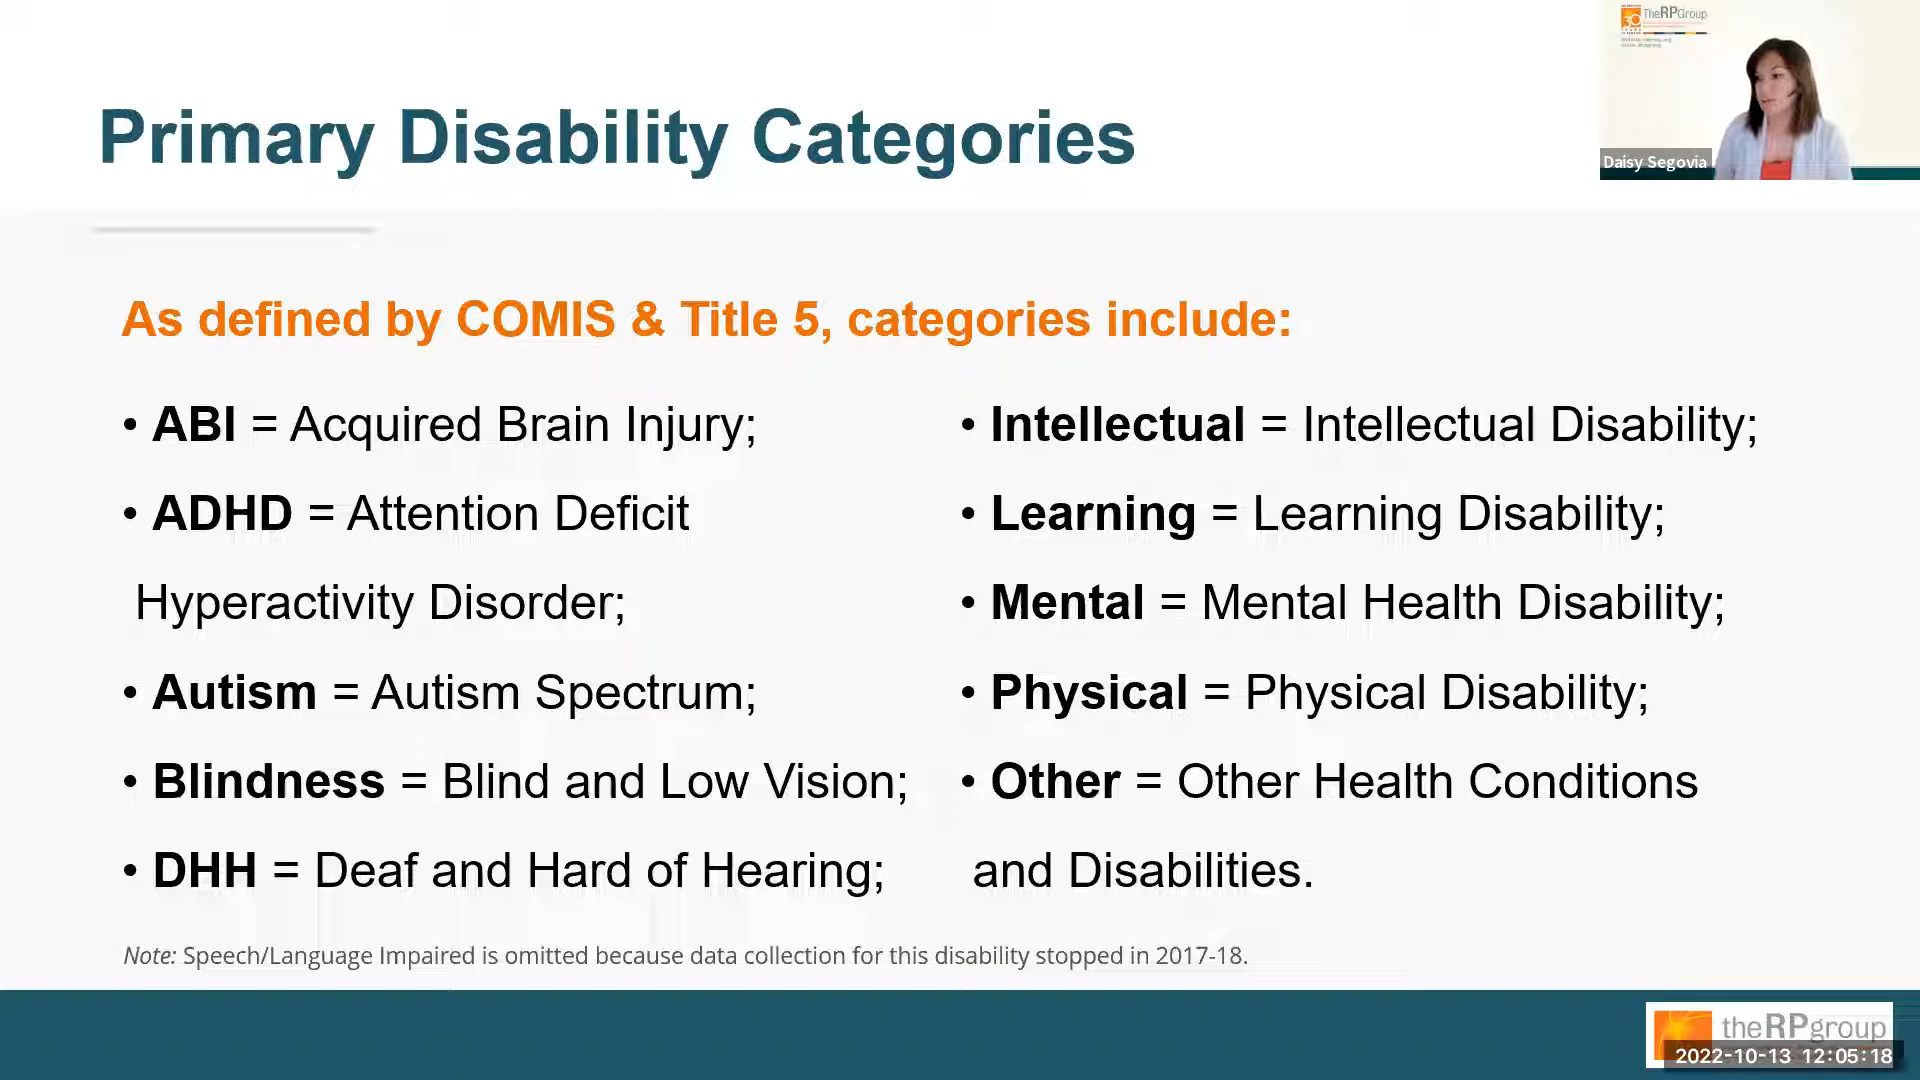 Primary Disability Categories
TheRPGroup
30
Daisy Segovia
As defined by COMIS & Title 5, categories include:
• ABI = Acquired Brain Injury;
• ADHD = Attention Deficit
Hyperactivity Disorder;
• Autism = Autism Spectrum;
• Blindness = Blind and Low Vision;
• DHH = Deaf and Hard of Hearing;
• Intellectual = Intellectual Disability;
• Learning = Learning Disability;
• Mental = Mental Health Disability;
• Physical = Physical Disability;
• Other = Other Health Conditions
and Disabilities.
Note: Speech/Language Impaired is omitted because data collection for this disability stopped in 2017-18.
theRPgroup
2022-10-13 12:05:18